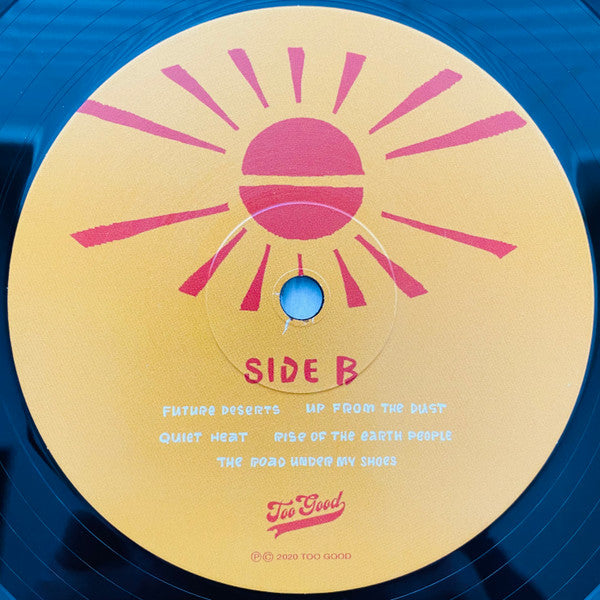 SIDE B
FUTURE DESERTS UP FROM THE DUST
QUIET HEAT RISE OF THE EARTH PEOPLE
THE ROAD UNDER MY SHOES
Too Good
℗© 2020 TOO GOOD